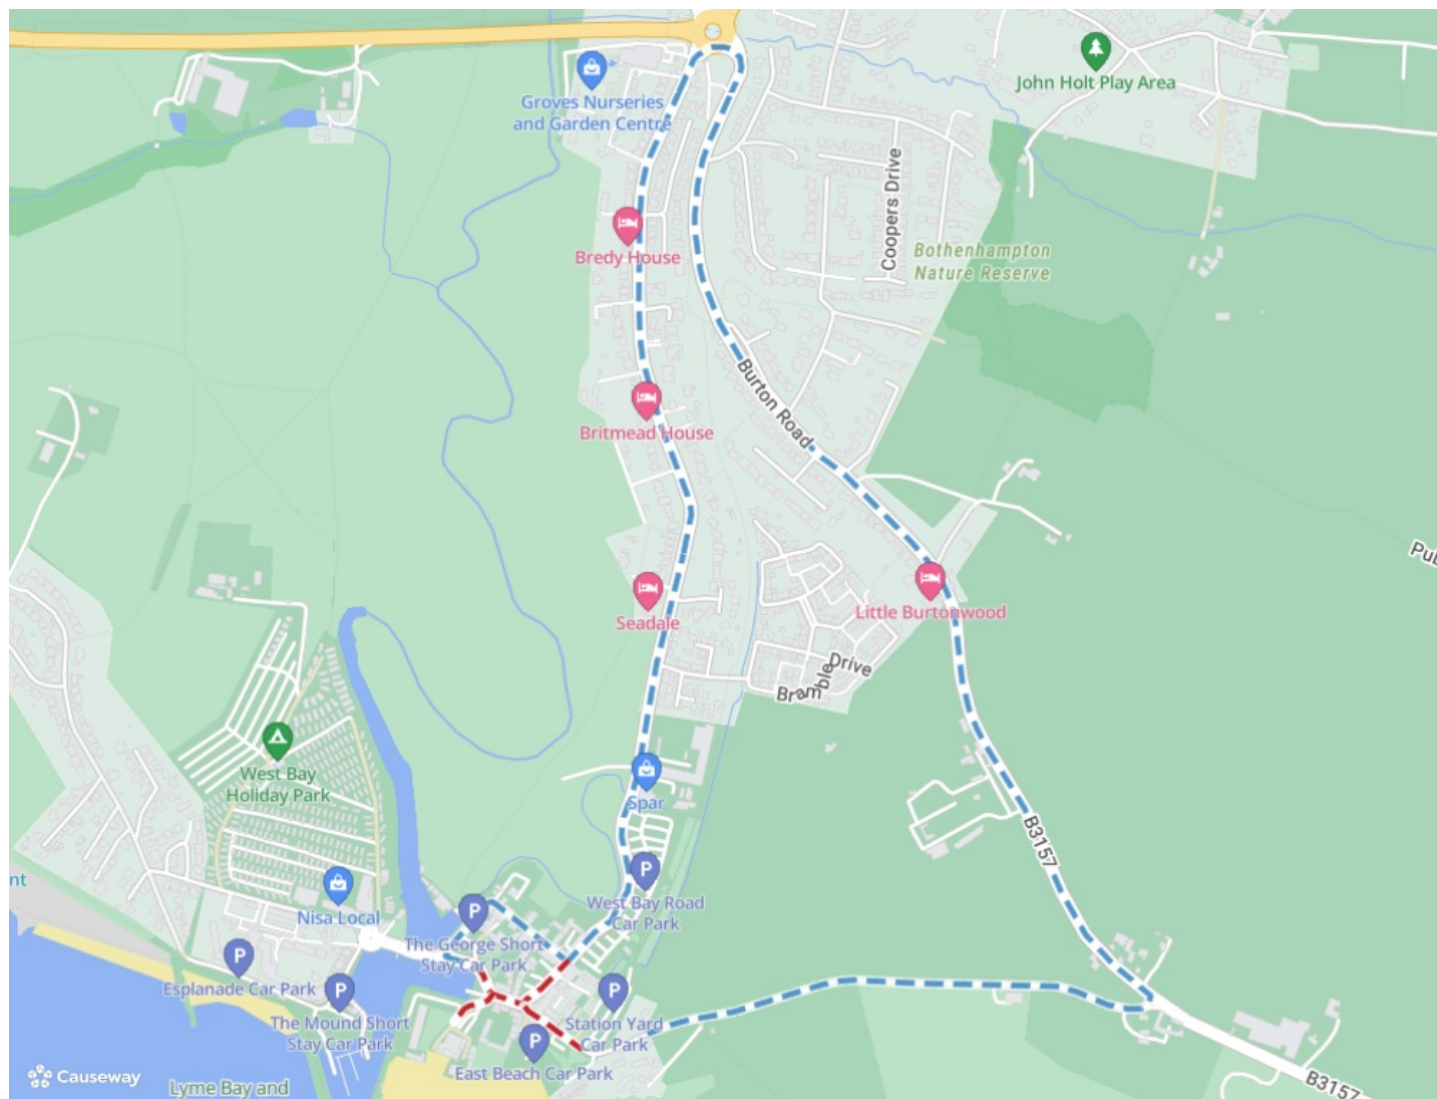 John Holt Play Area
Groves Nurseries
and Garden Centre
Coopers Drive
Bothenhampton
Nature Reserve
Bredy House
Burton Road
Britmead House
Pub
Little Burtonwood
Seadale
Bramble Drive
West Bay
Holiday Park
Spar
B3157
nt
Nisa Local
West Bay Road
Car Park
The George Short
Stay Car Park
Esplanade Car Park
The Mound Short
Stay Car Park
Station Yard
Car Park
East Beach Car Park
Causeway
Lyme Bay and
B3157
P
P
P
P
P
P